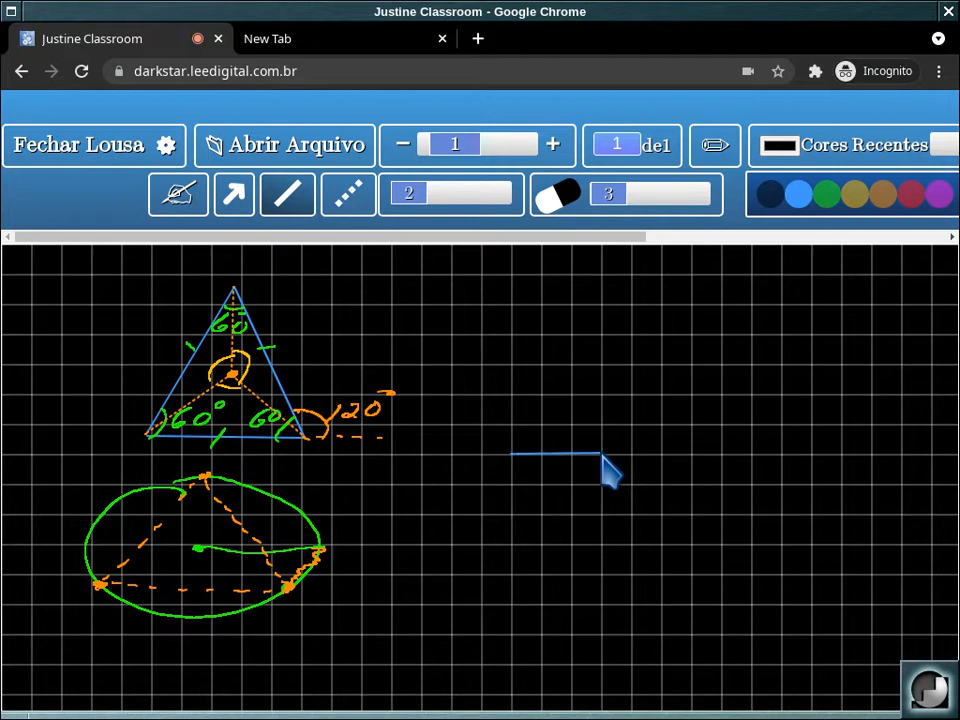 Justine Classroom - Google Chrome
Justine Classroom
New Tab
darkstar.leedigital.com.br
Incognito
Fechar Lousa
Abrir Arquivo
− 1 +
1 de1
Cores Recentes
2
3
60
60° 60
120